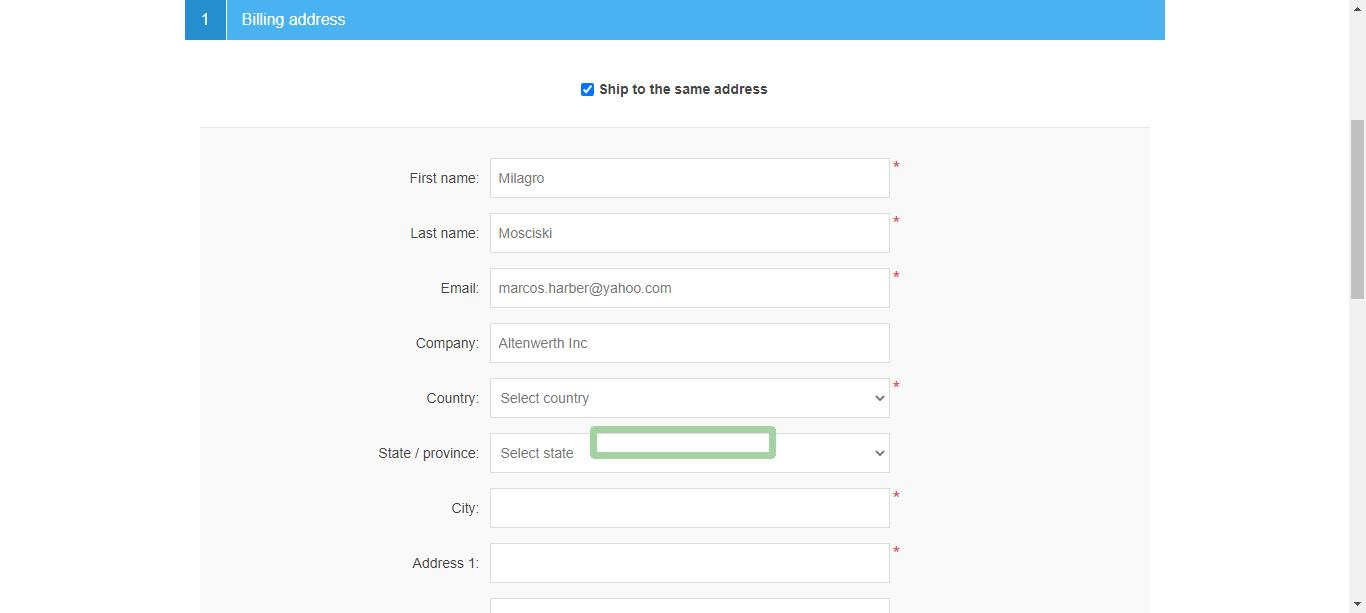 1 Billing address
Ship to the same address
First name: Milagro *
Last name: Mosciski *
Email: marcos.harber@yahoo.com *
Company: Altenwerth Inc
Country: Select country *
State / province: Select state
City: *
Address 1: *